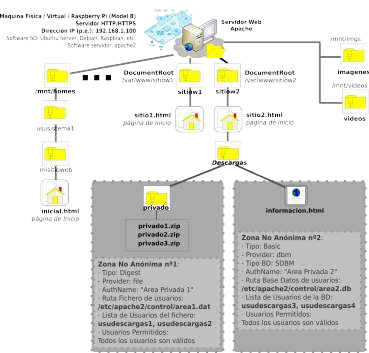 Máquina Física / Virtual / Raspberry PI (Model B)
Servidor HTTP/HTTPS
Dirección IP (p.e.): 192.168.1.100
Software SO: Ubuntu Server, Debian, Raspbian, etc.
Software servidor: apache2
Servidor Web
Apache
/mnt/imgs
imagenes
/mnt/videos
videos
/mnt/homes
DocumentRoot
/var/www/sitiow1
sitiow1
sitiow2
DocumentRoot
/var/www/sitiow2
ususistema1
misitioweb
inicial.html
página de Inicio
sitio1.html
página de Inicio
sitio2.html
página de Inicio
Descargas
privado
privado1.zip
privado2.zip
privado3.zip
Zona No Anónima nº1:
- Tipo: Digest
- Provider: file
- AuthName: "Area Privada 1"
- Ruta Fichero de usuarios:
/etc/apache2/control/area1.dat
- Lista de Usuarios del fichero:
usudescargas1, usudescargas2
- Usuarios Permitidos:
Todos los usuarios son válidos
informacion.html
Zona No Anónima nº2:
- Tipo: Basic
- Provider: dbm
- Tipo BD: SDBM
- AuthName: "Area Privada 2"
- Ruta Base Datos de usuarios:
/etc/apache2/control/area2.db
- Lista de Usuarios de la BD:
usudescargas3, usudescargas4
- Usuarios Permitidos:
Todos los usuarios son válidos